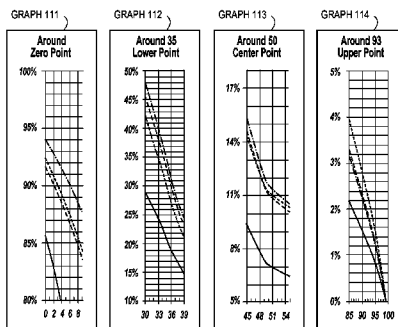 GRAPH 111
GRAPH 112
GRAPH 113
GRAPH 114
Around
Zero Point
100%
95%
90%
85%
80%
0 2 4 6 8
Around 35
Lower Point
50%
45%
40%
35%
30%
25%
20%
15%
10%
30 33 36 39
Around 50
Center Point
17%
14%
11%
8%
5%
45 48 51 54
Around 93
Upper Point
5%
4%
3%
2%
1%
0%
85 90 95 100